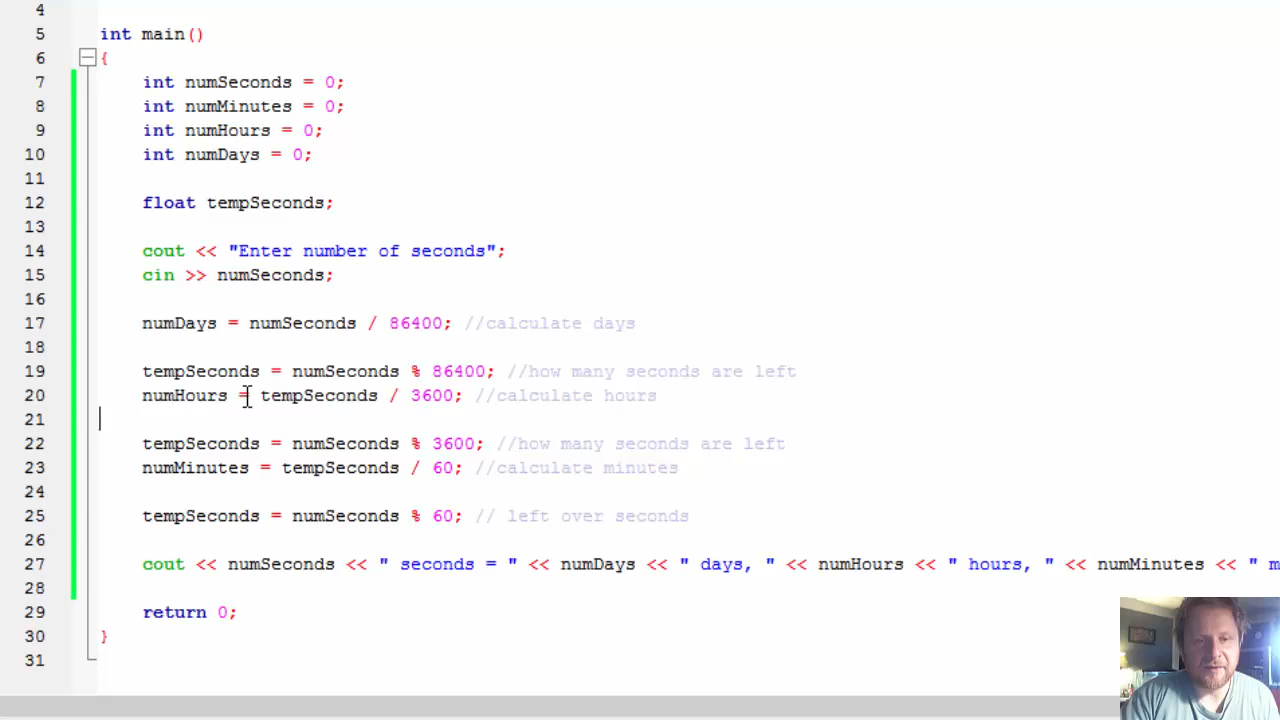 4
5 int main()
6 {
7 int numSeconds = 0;
8 int numMinutes = 0;
9 int numHours = 0;
10 int numDays = 0;
11
12 float tempSeconds;
13
14 cout << "Enter number of seconds";
15 cin >> numSeconds;
16
17 numDays = numSeconds / 86400; //calculate days
18
19 tempSeconds = numSeconds % 86400; //how many seconds are left
20 numHours = tempSeconds / 3600; //calculate hours
21
22 tempSeconds = numSeconds % 3600; //how many seconds are left
23 numMinutes = tempSeconds / 60; //calculate minutes
24
25 tempSeconds = numSeconds % 60; // left over seconds
26
27 cout << numSeconds << " seconds = " << numDays << " days, " << numHours << " hours, " << numMinutes << " m
28
29 return 0;
30 }
31